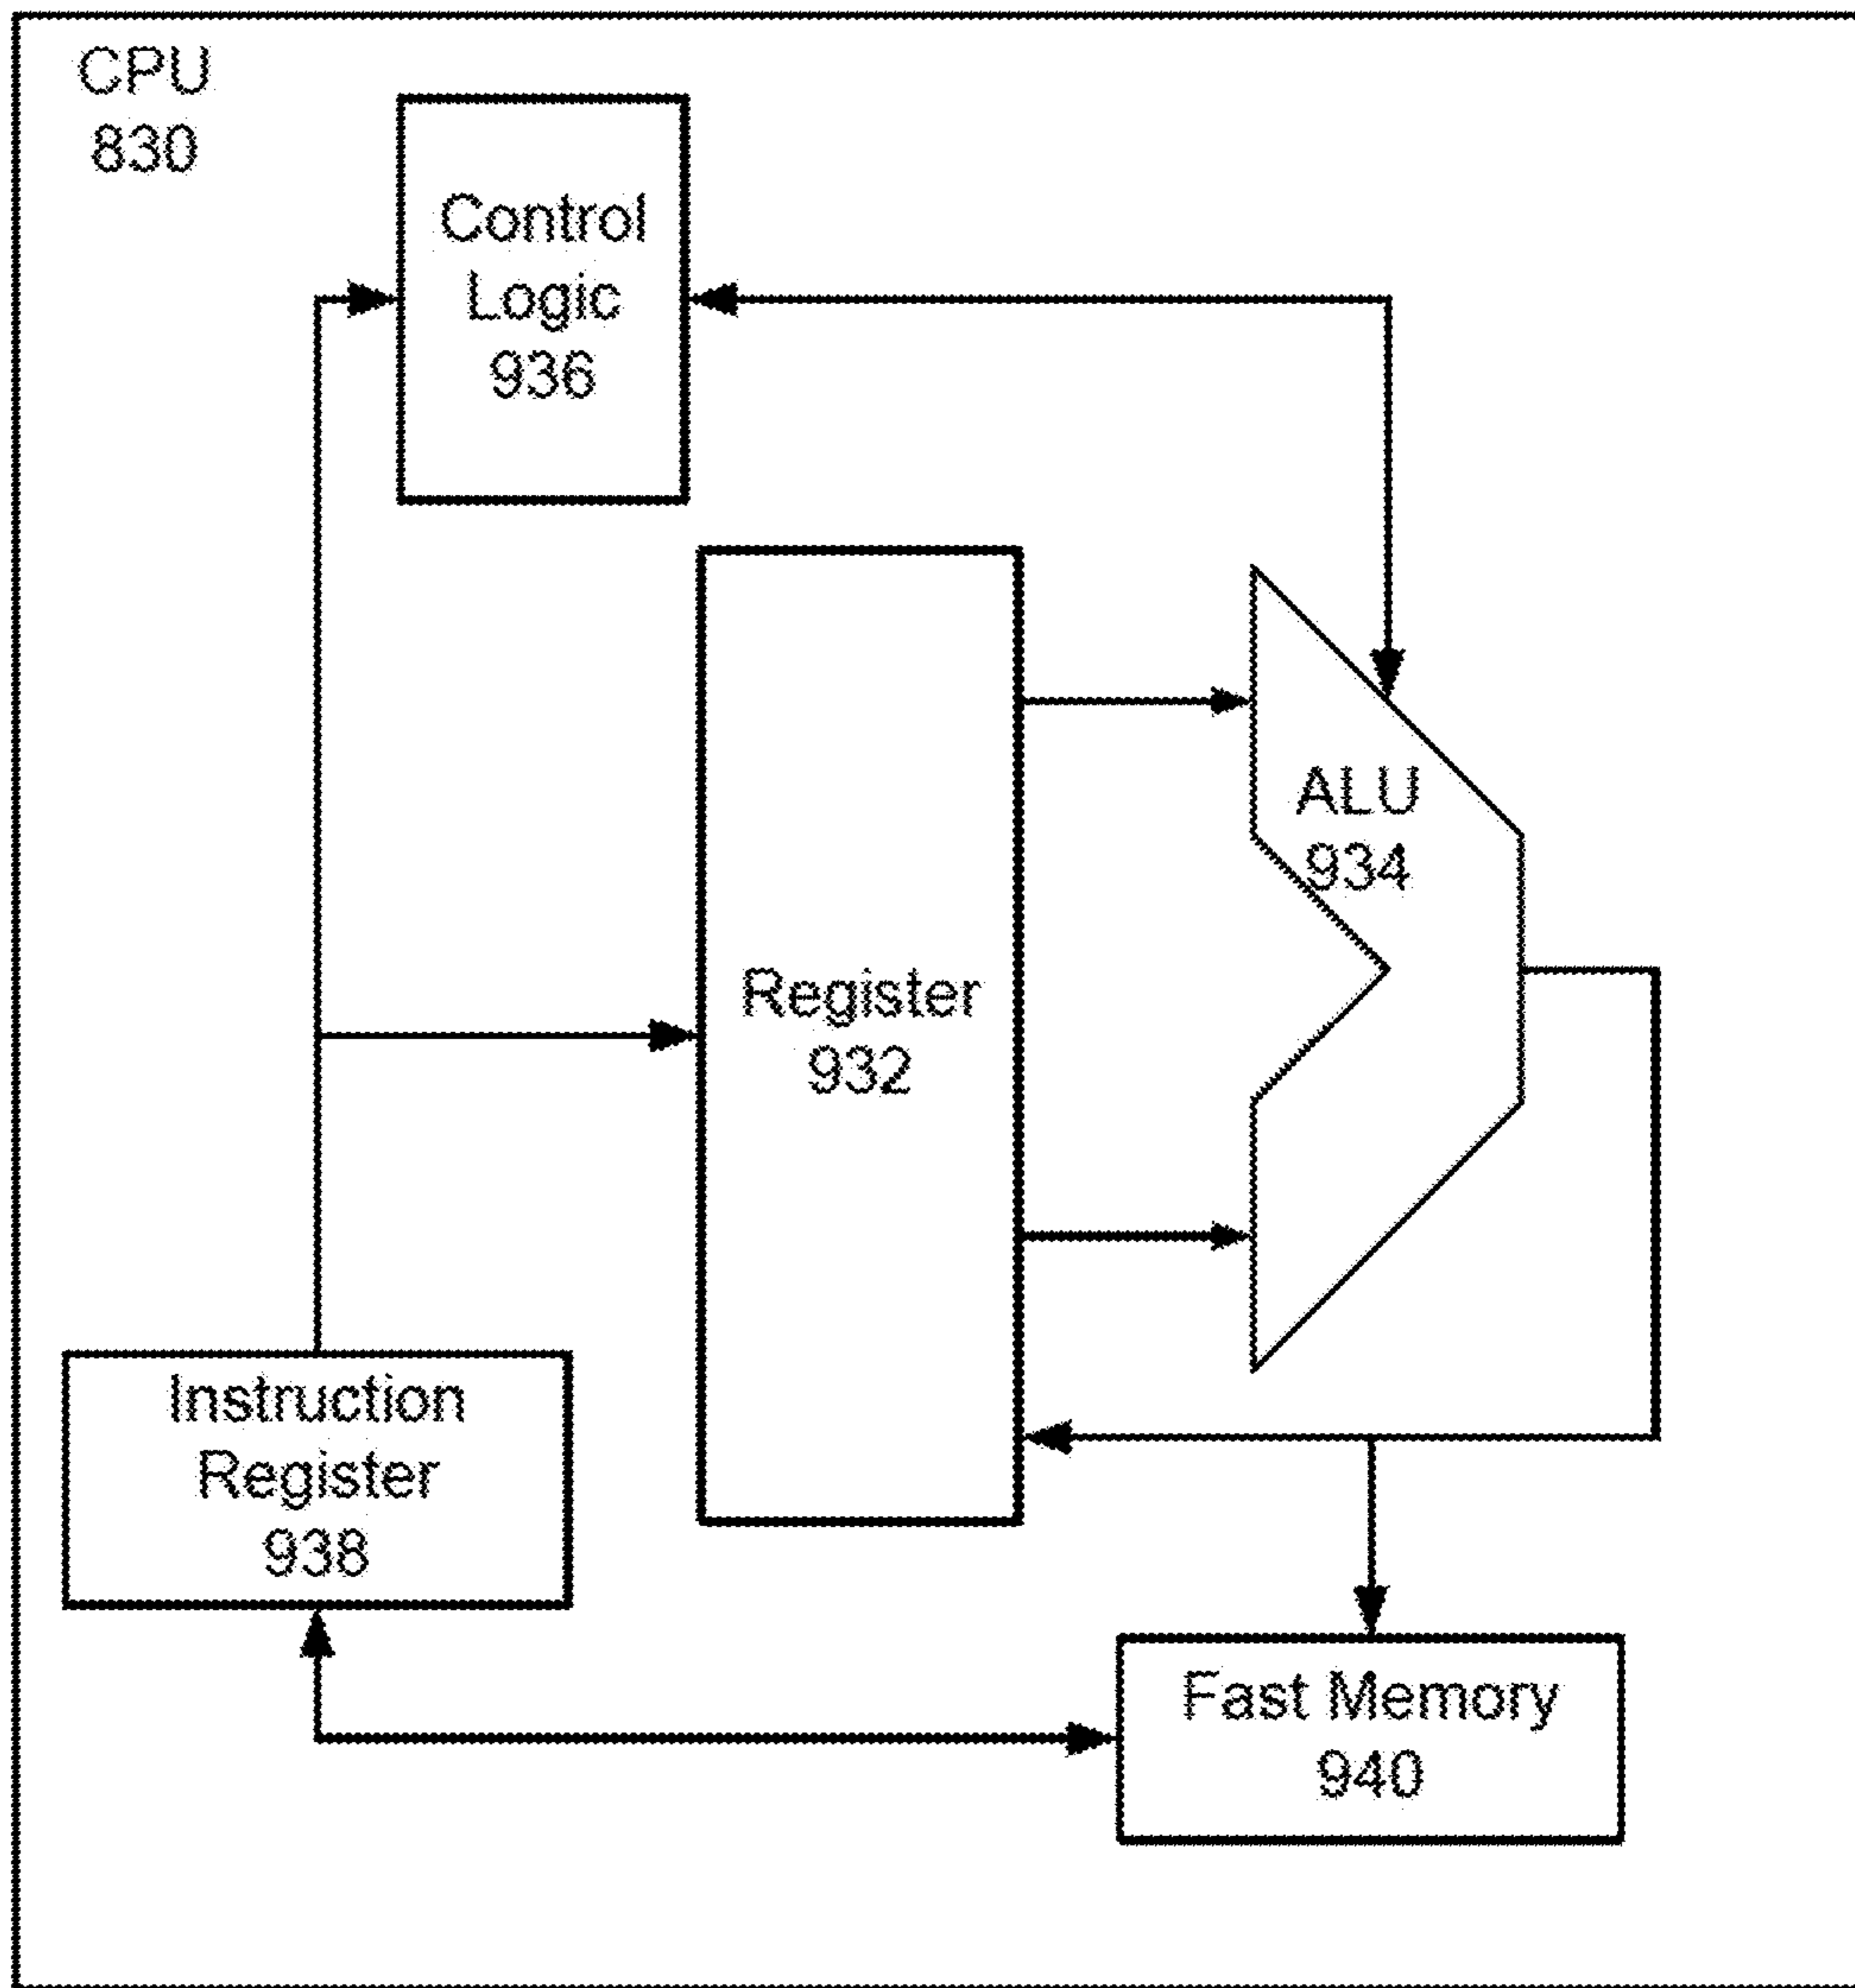 CPU
830
Control
Logic
936
ALU
934
Register
932
Instruction
Register
938
Fast Memory
940